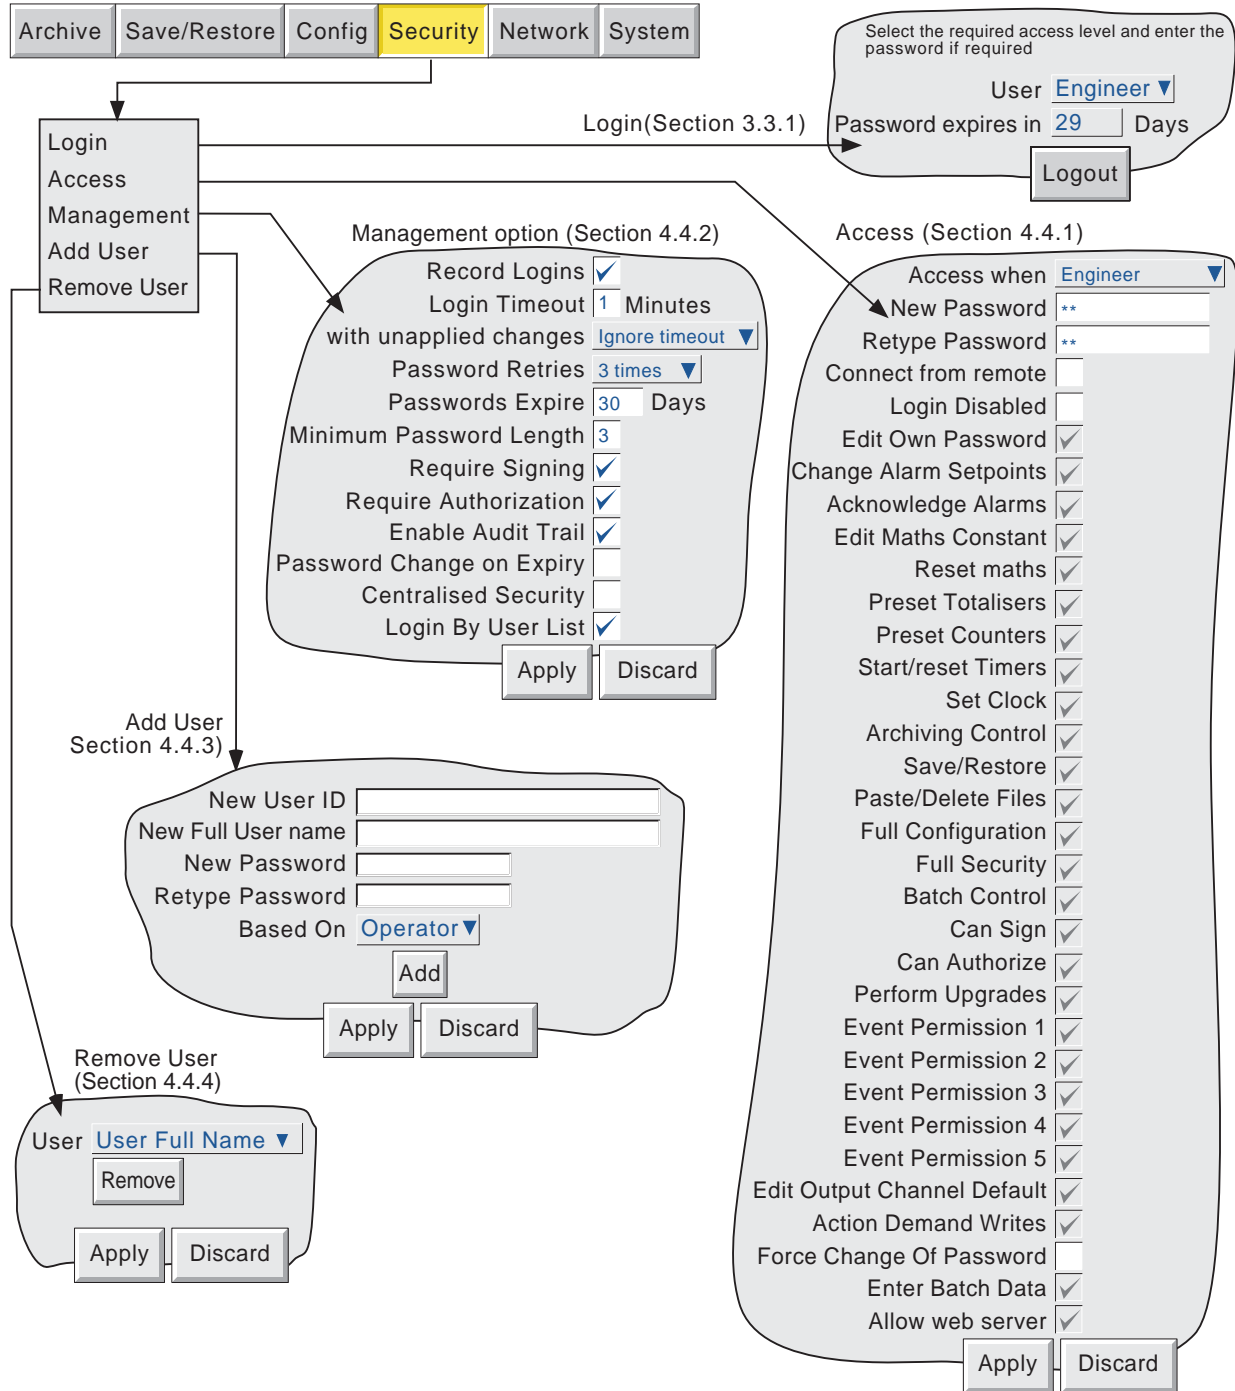 Archive Save/Restore Config Security Network System
Select the required access level and enter the
password if required
User Engineer
Password expires in 29 Days
Logout
Login
Access
Management
Add User
Remove User
Login(Section 3.3.1)
Management option (Section 4.4.2)
Record Logins
Login Timeout 1 Minutes
with unapplied changes Ignore timeout
Password Retries 3 times
Passwords Expire 30 Days
Minimum Password Length 3
Require Signing
Require Authorization
Enable Audit Trail
Password Change on Expiry
Centralised Security
Login By User List
Apply Discard
Access (Section 4.4.1)
Access when Engineer
New Password **
Retype Password **
Connect from remote
Login Disabled
Edit Own Password
Change Alarm Setpoints
Acknowledge Alarms
Edit Maths Constant
Reset maths
Preset Totalisers
Preset Counters
Start/reset Timers
Set Clock
Archiving Control
Save/Restore
Paste/Delete Files
Full Configuration
Full Security
Batch Control
Can Sign
Can Authorize
Perform Upgrades
Event Permission 1
Event Permission 2
Event Permission 3
Event Permission 4
Event Permission 5
Edit Output Channel Default
Action Demand Writes
Force Change Of Password
Enter Batch Data
Allow web server
Apply Discard
Add User
Section 4.4.3)
New User ID
New Full User name
New Password
Retype Password
Based On Operator
Add
Apply Discard
Remove User
(Section 4.4.4)
User User Full Name
Remove
Apply Discard